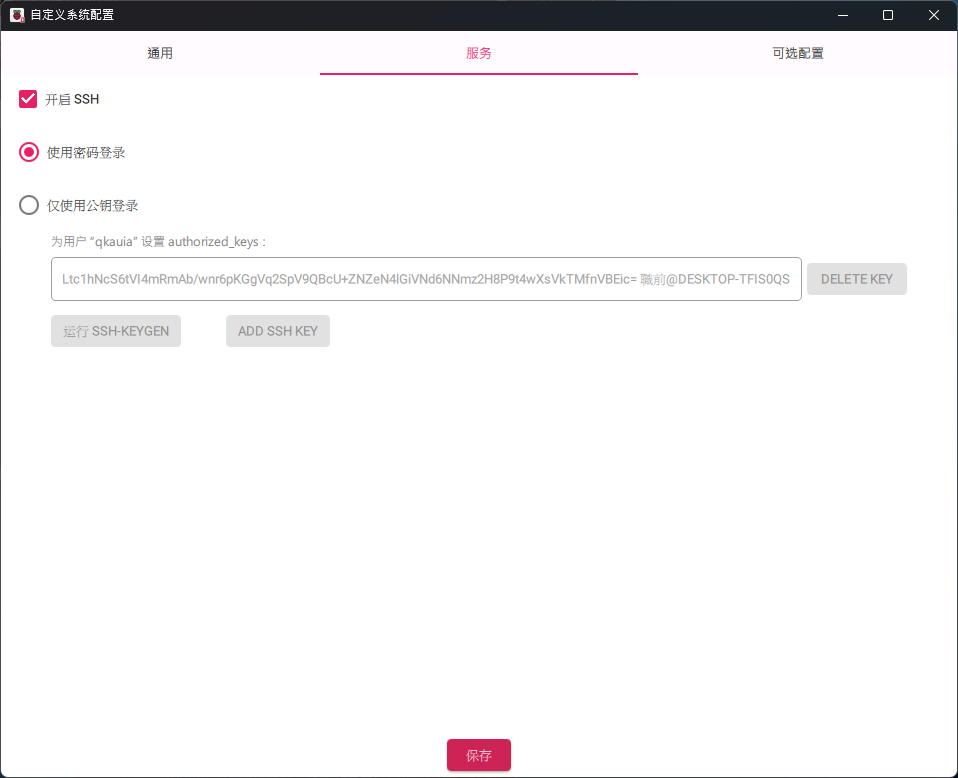 自定义系统配置
通用 服务 可选配置
开启 SSH
使用密码登录
仅使用公钥登录
为用户 “qkauia” 设置 authorized_keys :
Ltc1hNcS6tVI4mRmAb/wnr6pKGgVq2SpV9QBcU+ZNZeN4lGiVNd6NNmz2H8P9t4wXsVkTMfnVBEic= 職前@DESKTOP-TFIS0QS DELETE KEY
运行 SSH-KEYGEN ADD SSH KEY
保存